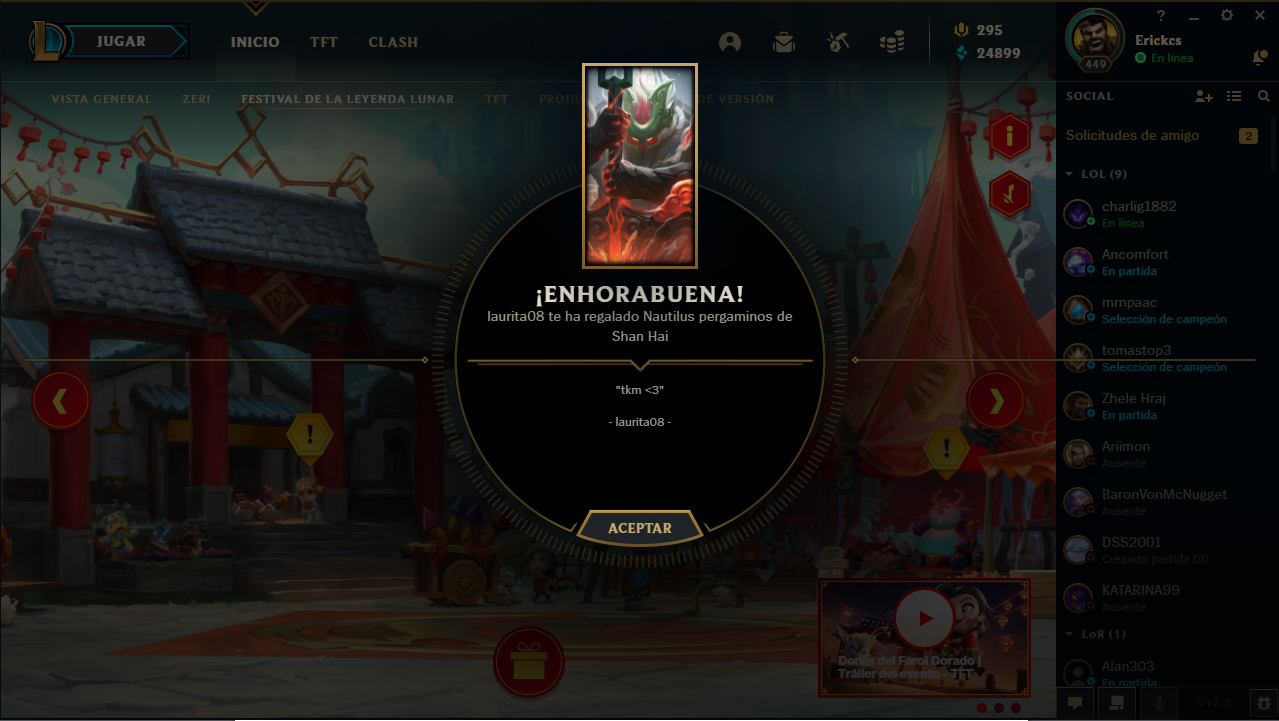 JUGAR
INICIO
TFT
CLASH
295
24899
?
Erickcs
449
En línea
VISTA GENERAL
ZERI
FESTIVAL DE LA LEYENDA LUNAR
TFT
PRODU
DE VERSIÓN
SOCIAL
Solicitudes de amigo
2
LOL (9)
charlig1882
En línea
Ancomfort
En partida
mrnpaac
Selección de campeón
tomastop3
Selección de campeón
Zhele Hraj
En partida
Ariimon
Ausente
BaronVonMcNugget
Ausente
DSS2001
Creando partida DD
KATARINA99
Ausente
LoR (1)
Alan303
En partida
V12.2
¡ENHORABUENA!
laurita08 te ha regalado Nautilus pergaminos de
Shan Hai
"tkm <3"
- laurita08 -
ACEPTAR
!
!
Dones del Farol Dorado |
Tráiler del evento - TFT